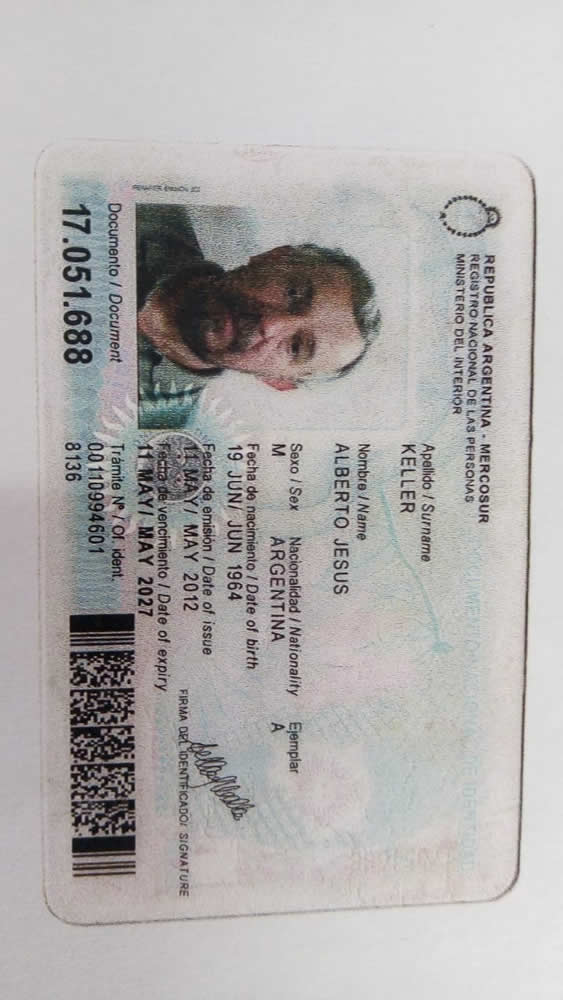 REPUBLICA ARGENTINA - MERCOSUR
REGISTRO NACIONAL DE LAS PERSONAS
MINISTERIO DEL INTERIOR
Apellido / Surname
KELLER
Nombre / Name
ALBERTO JESUS
Sexo / Sex Nacionalidad / Nationality Ejemplar
M ARGENTINA A
Fecha de nacimiento / Date of birth
19 JUN/ JUN 1964
Fecha de emisión / Date of issue
11 MAY/ MAY 2012
Fecha de vencimiento / Date of expiry
11 MAY/ MAY 2027
FIRMA DEL IDENTIFICADO/ SIGNATURE
Documento / Document
17.051.688
Trámite Nº / Of. ident.
00110994601
8136